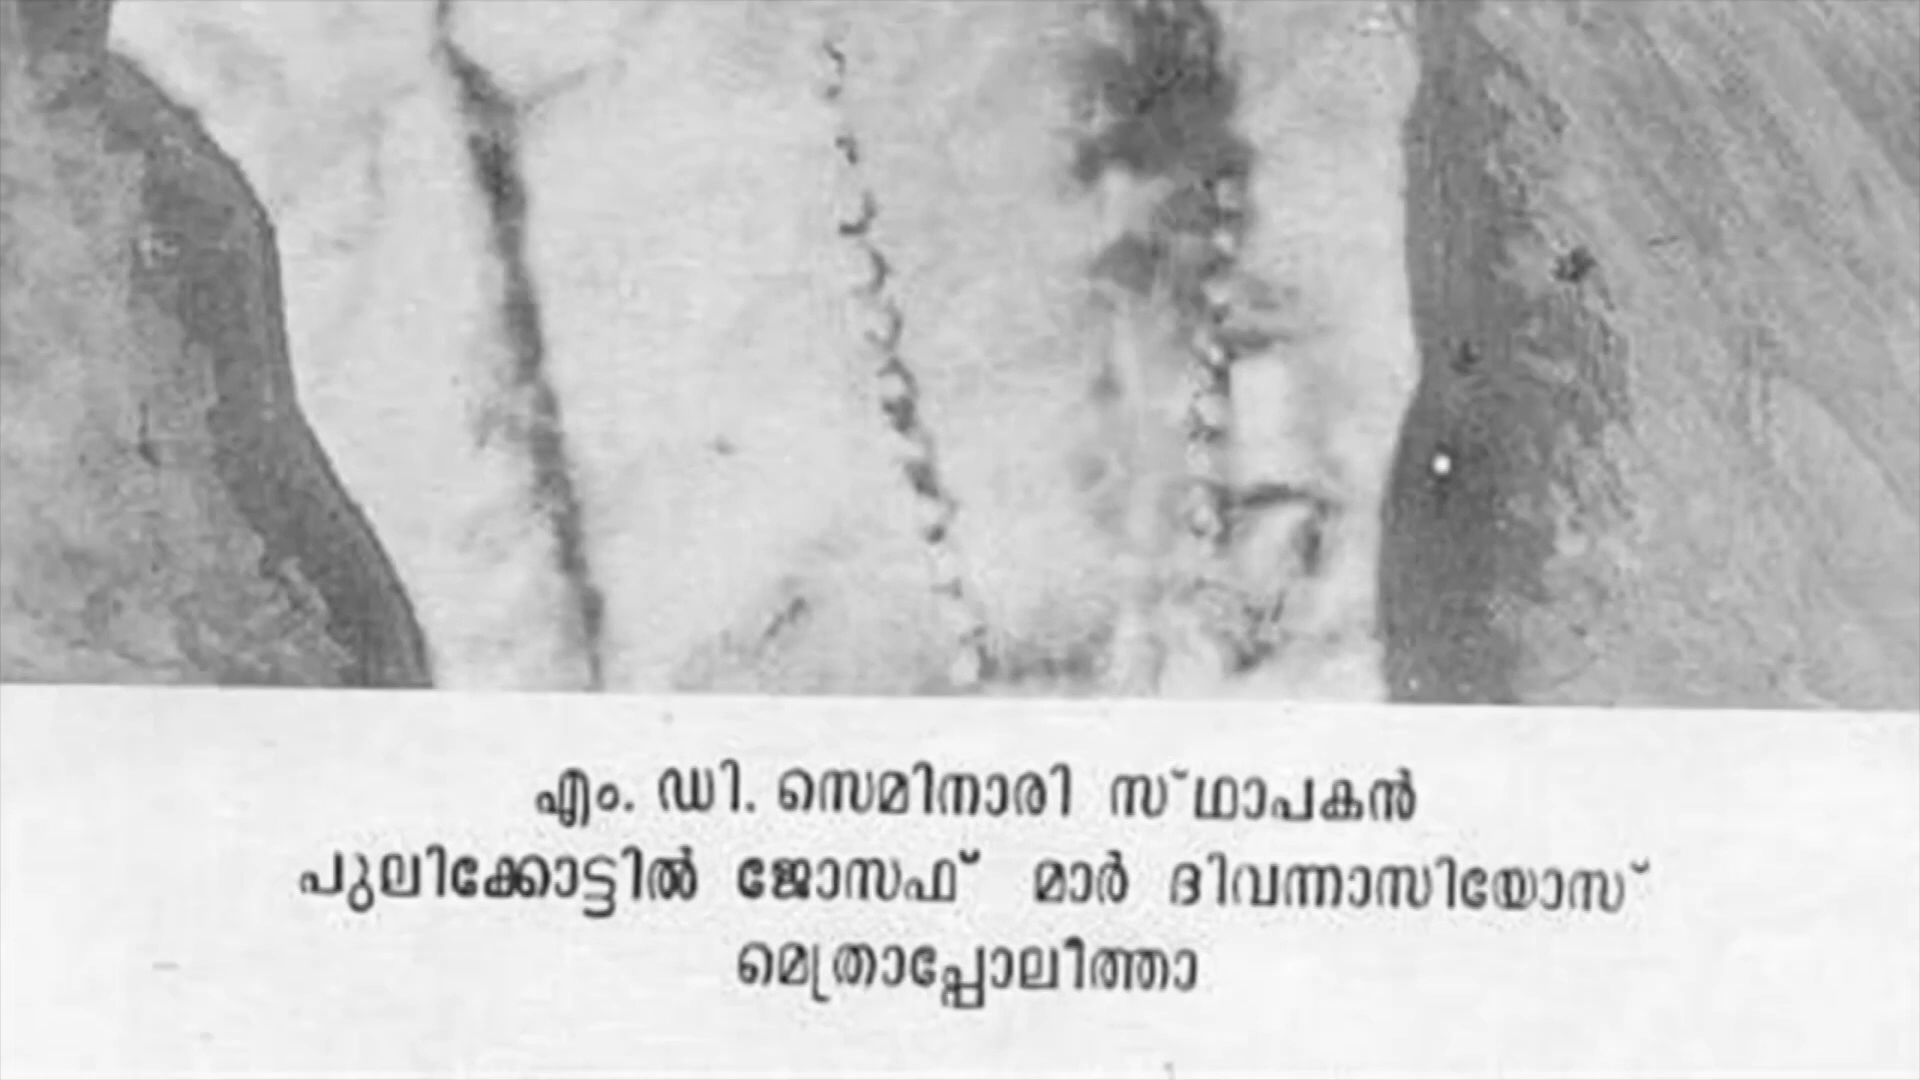 എം. ഡി. സെമിനാരി സ്ഥാപകൻ
പുലിക്കോട്ടിൽ ജോസഫ് മാർ ദിവന്നാസിയോസ്
മെത്രാപ്പോലീത്താ